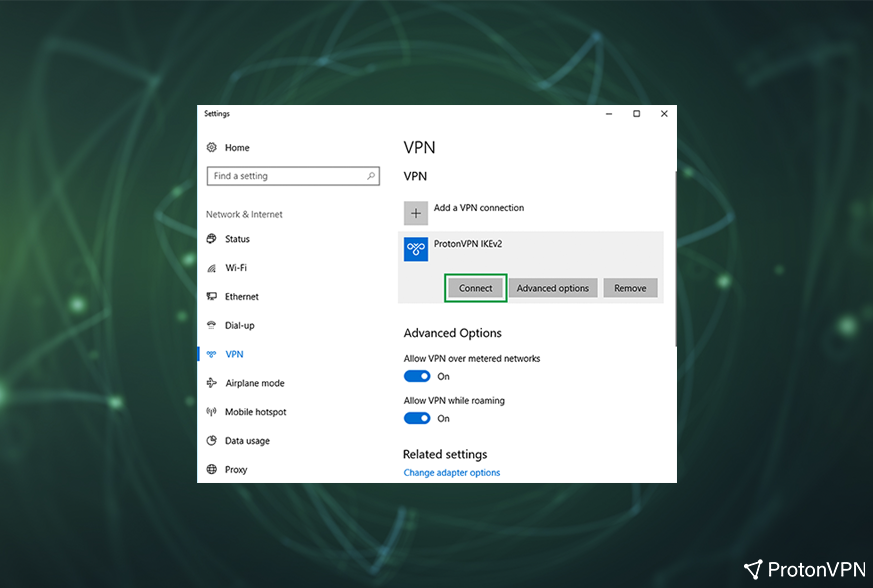 Settings
Home
Find a setting
Network & Internet
Status
Wi-Fi
Ethernet
Dial-up
VPN
Airplane mode
Mobile hotspot
Data usage
Proxy
VPN
VPN
Add a VPN connection
ProtonVPN IKEv2
Connect Advanced options Remove
Advanced Options
Allow VPN over metered networks
On
Allow VPN while roaming
On
Related settings
Change adapter options
ProtonVPN